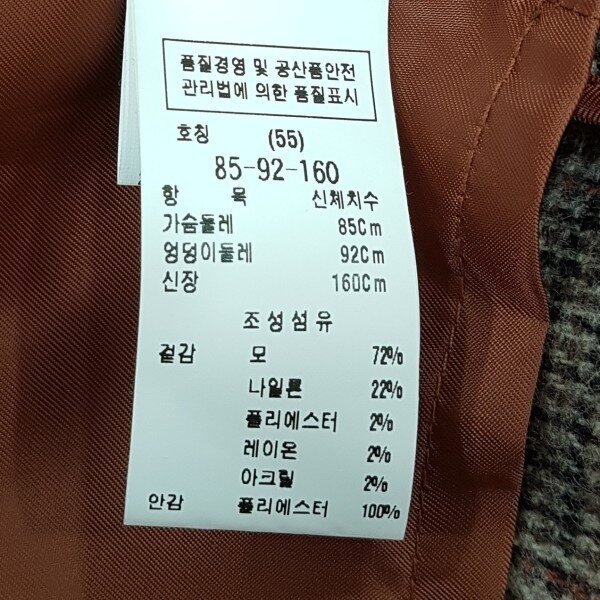 품질경영 및 공산품안전
관리법에 의한 품질표시
호칭 (55)
85-92-160
항 목 신체치수
가슴둘레 85Cm
엉덩이둘레 92Cm
신장 160Cm
조성섬유
겉감 모 72%
나일론 22%
폴리에스터 2%
레이온 2%
아크릴 2%
안감 폴리에스터 100%